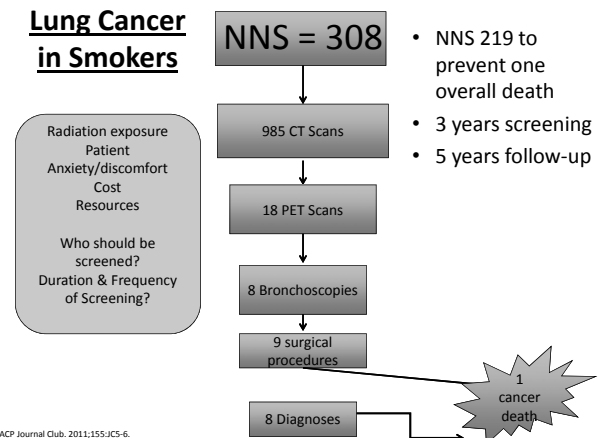 Lung Cancer
in Smokers
NNS = 308
• NNS 219 to
prevent one
overall death
• 3 years screening
• 5 years follow-up
985 CT Scans
Radiation exposure
Patient
Anxiety/discomfort
Cost
Resources
Who should be
screened?
Duration & Frequency
of Screening?
18 PET Scans
8 Bronchoscopies
9 surgical
procedures
1
cancer
death
8 Diagnoses
ACP Journal Club. 2011;155:JC5-6.